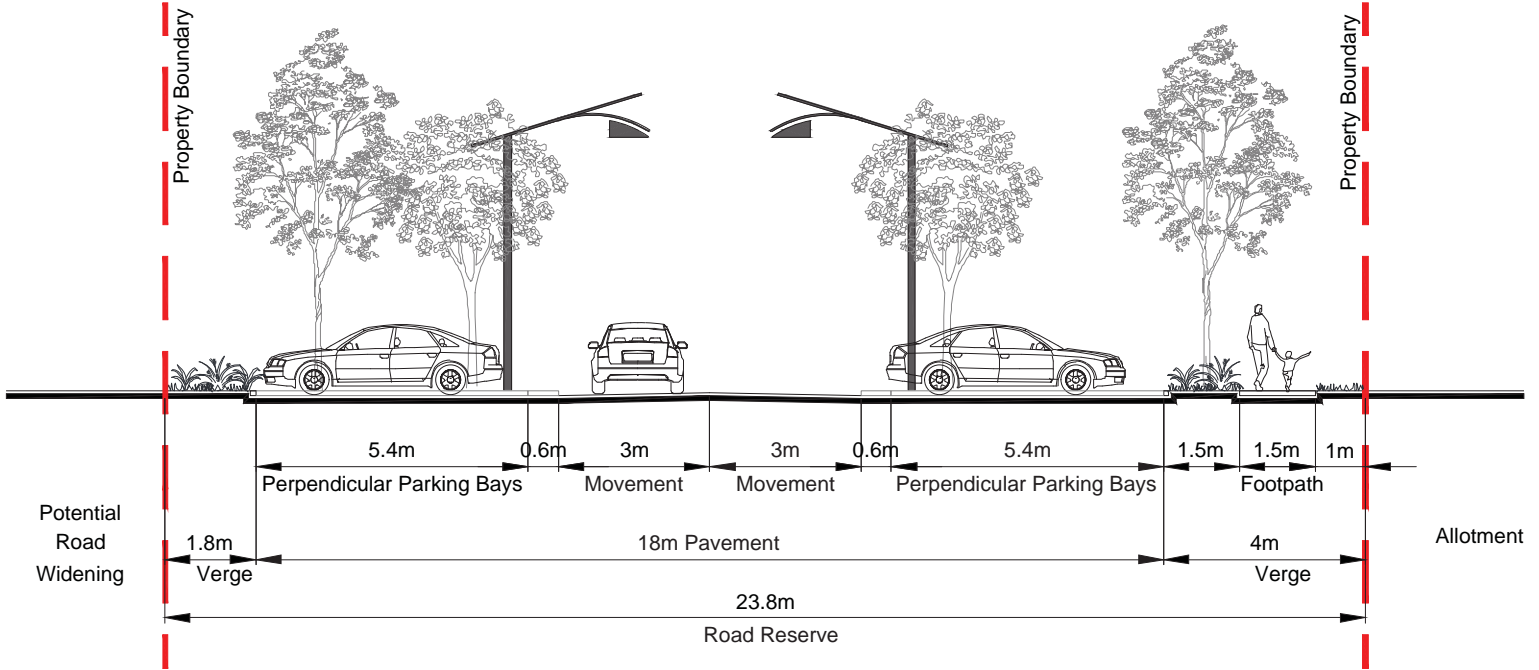 Property Boundary
Property Boundary
5.4m
0.6m
3m
3m
0.6m
5.4m
1.5m
1.5m
1m
Perpendicular Parking Bays
Movement
Movement
Perpendicular Parking Bays
Footpath
Potential
Road
Widening
1.8m
Verge
18m Pavement
4m
Verge
Allotment
23.8m
Road Reserve